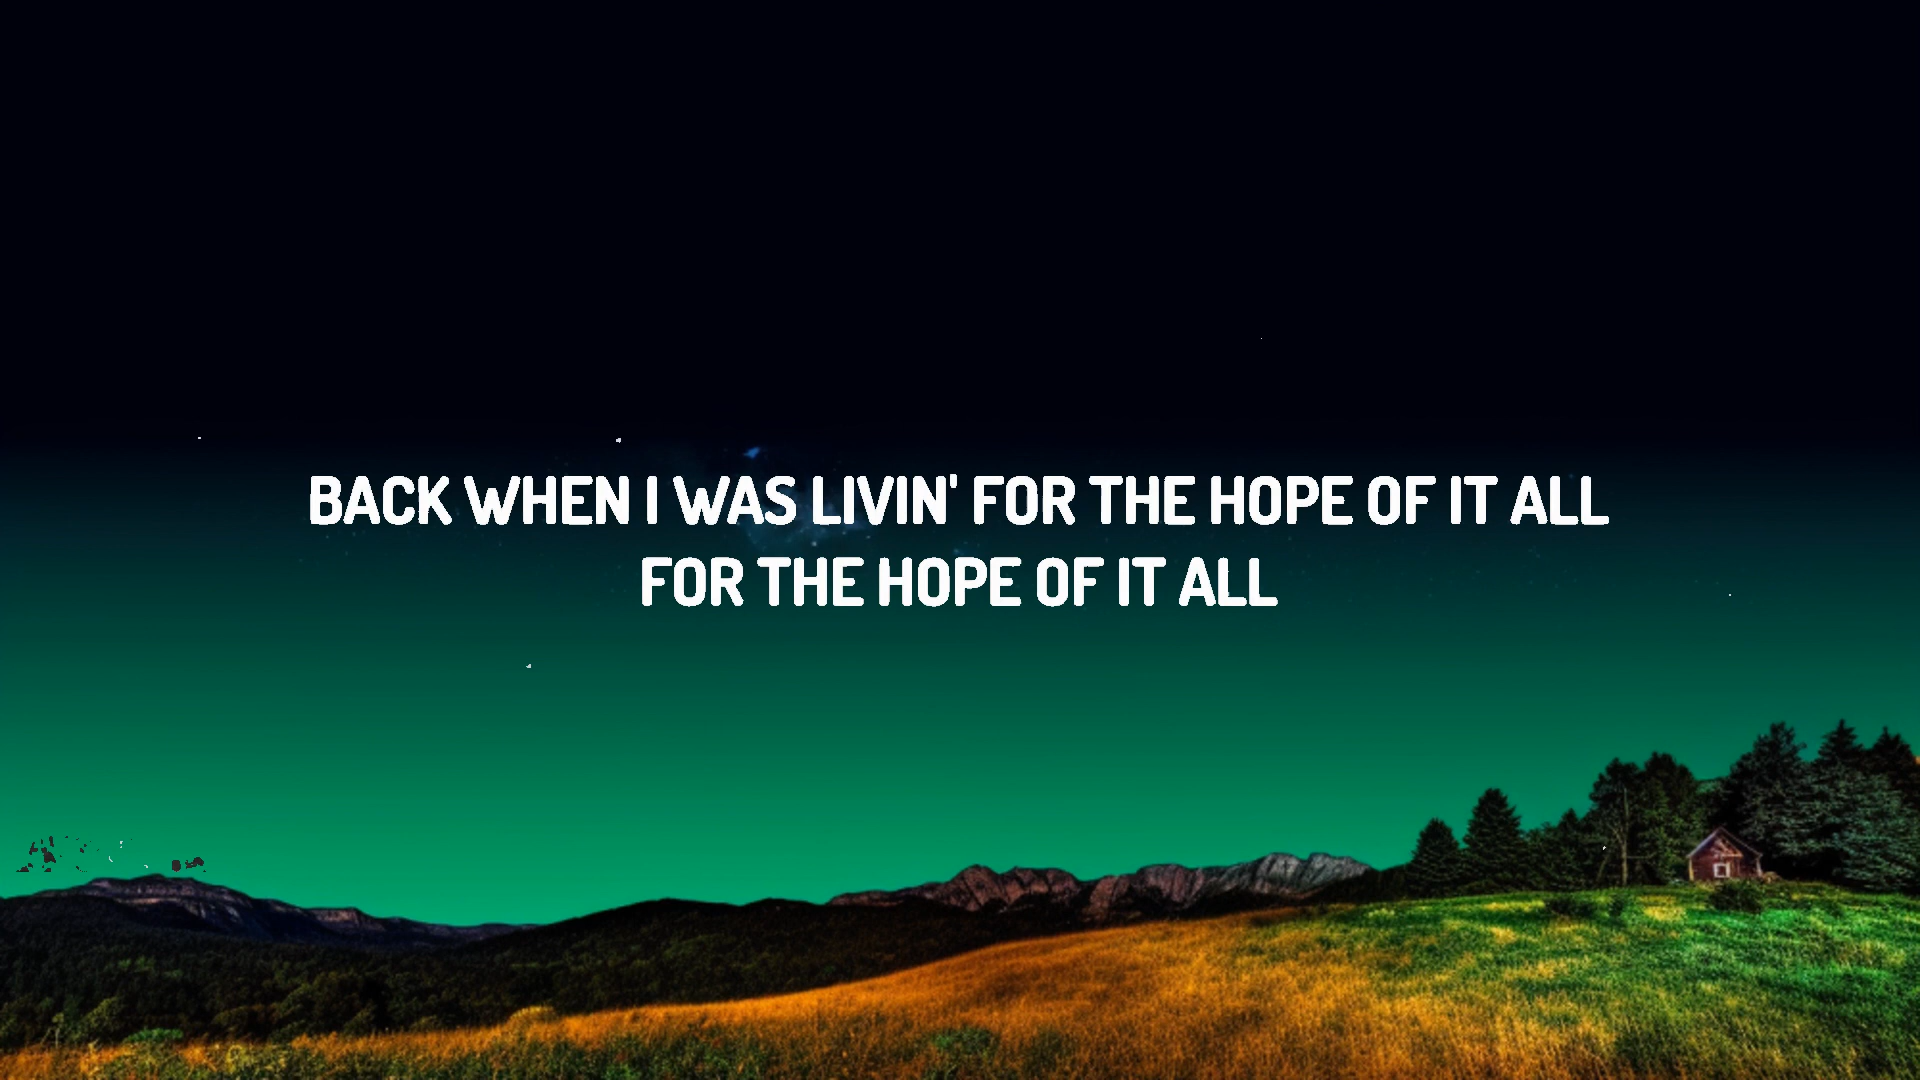 BACK WHEN I WAS LIVIN' FOR THE HOPE OF IT ALL
FOR THE HOPE OF IT ALL